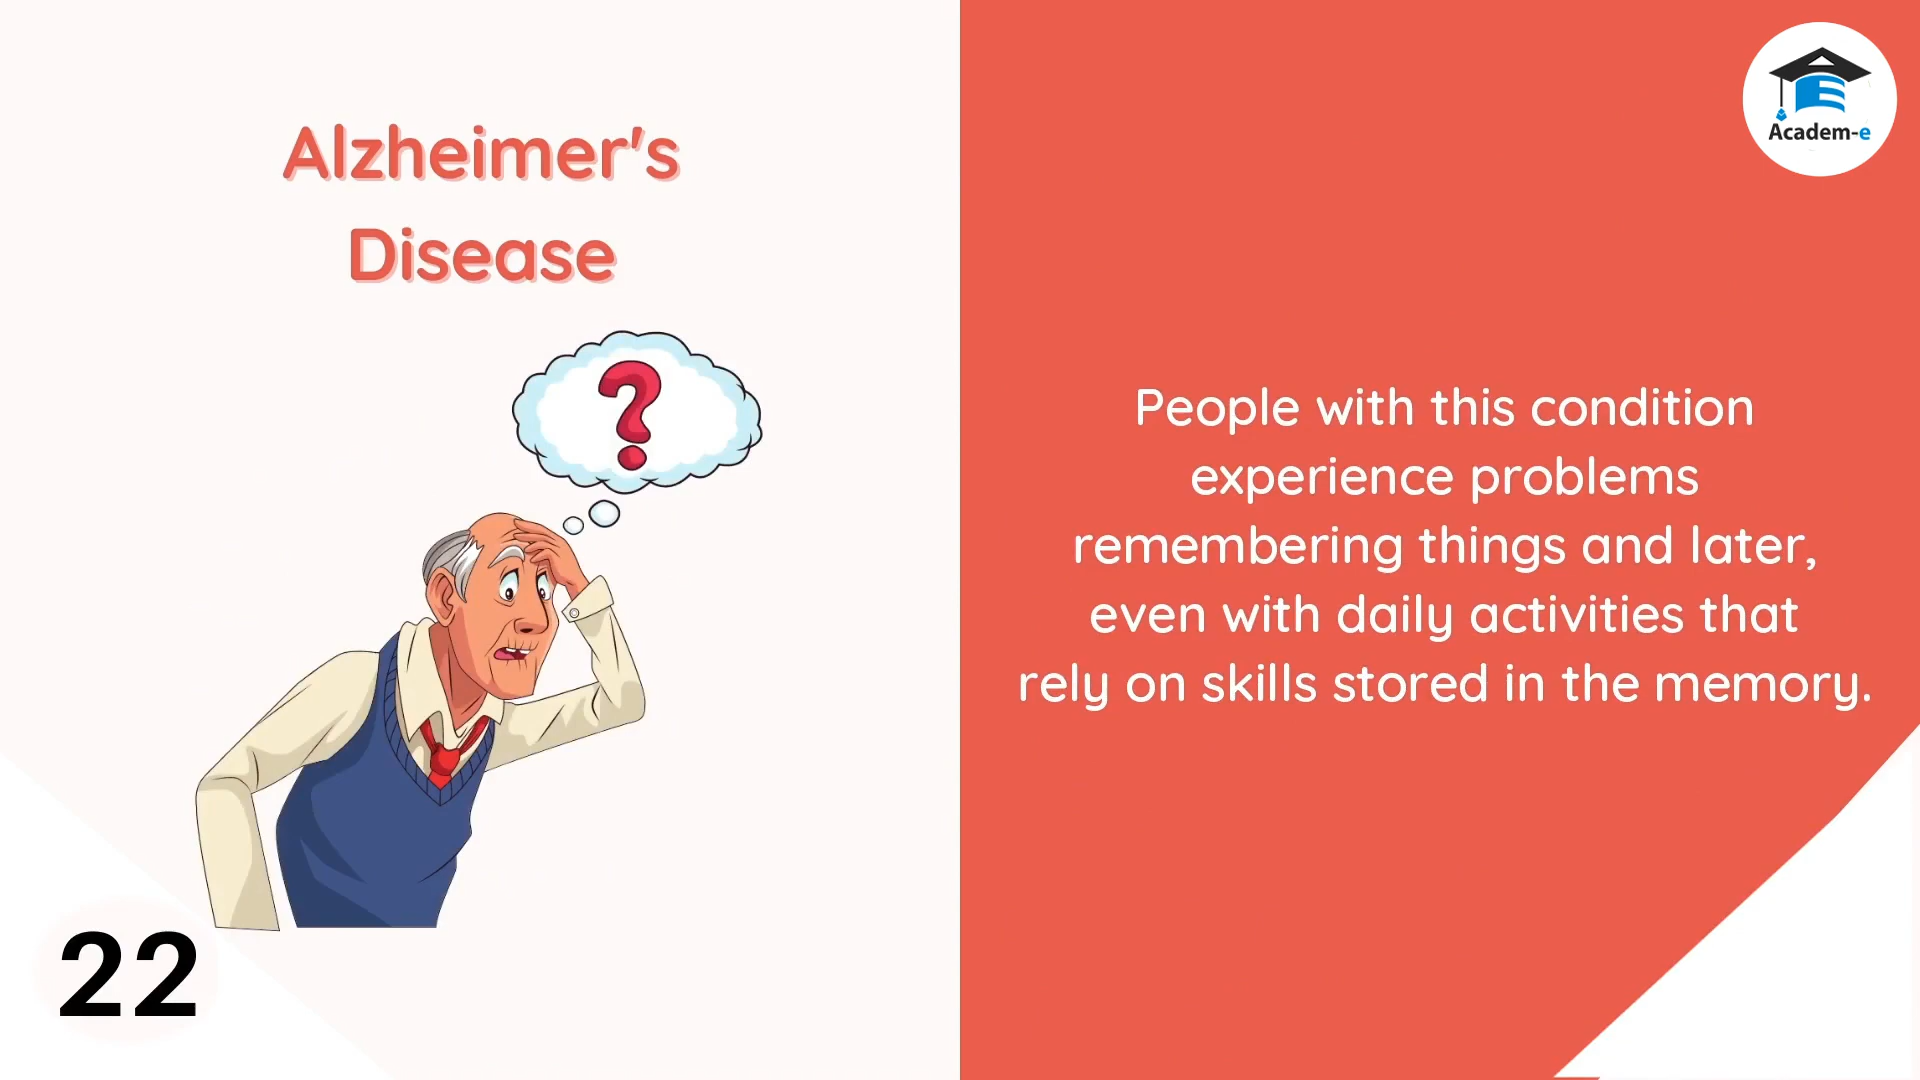 Alzheimer's
Disease
?
22
Academ-e
People with this condition
experience problems
remembering things and later,
even with daily activities that
rely on skills stored in the memory.